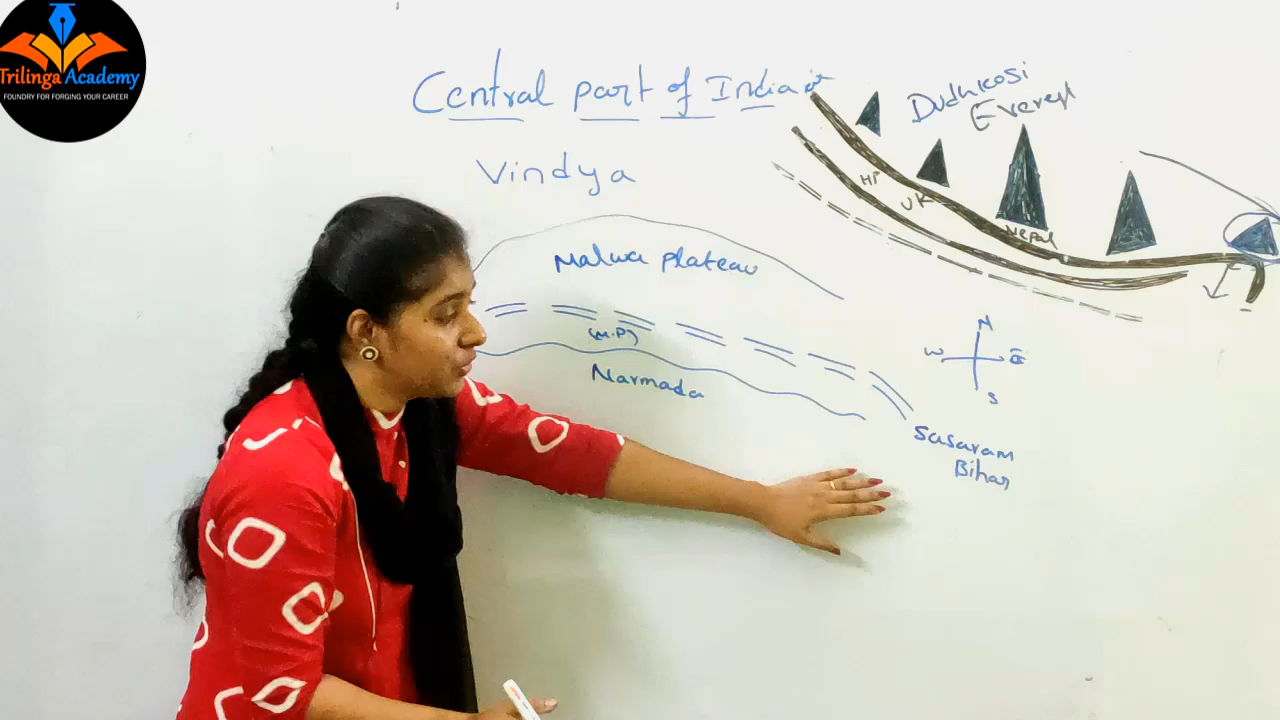 Trilinga Academy
FOUNDRY FOR FORGING YOUR CAREER
Central part of India
Vindya
Malwa plateau
(M.P)
Narmada
Sasaram
Bihar
Dudhkosi
Everest
HP
UK
Nepal
N
W
E
S